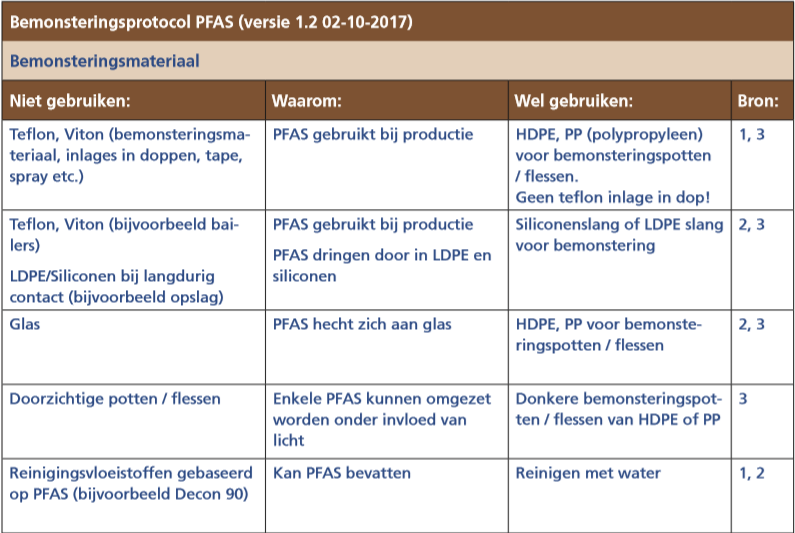 Bemonsteringsprotocol PFAS (versie 1.2 02-10-2017)
Bemonsteringsmateriaal
Niet gebruiken: Waarom: Wel gebruiken: Bron:
Teflon, Viton (bemonsteringsma- PFAS gebruikt bij productie HDPE, PP (polypropyleen) 1, 3
teriaal, inlages in doppen, tape, voor bemonsteringspotten
spray etc.) / flessen.
Geen teflon inlage in dop!
Teflon, Viton (bijvoorbeeld bai- PFAS gebruikt bij productie Siliconenslang of LDPE slang 2, 3
lers) PFAS dringen door in LDPE en voor bemonstering
LDPE/Siliconen bij langdurig siliconen
contact (bijvoorbeeld opslag)
Glas PFAS hecht zich aan glas HDPE, PP voor bemonste- 2, 3
ringspotten / flessen
Doorzichtige potten / flessen Enkele PFAS kunnen omgezet Donkere bemonsteringspot- 3
worden onder invloed van ten / flessen van HDPE of PP
licht
Reinigingsvloeistoffen gebaseerd Kan PFAS bevatten Reinigen met water 1, 2
op PFAS (bijvoorbeeld Decon 90)